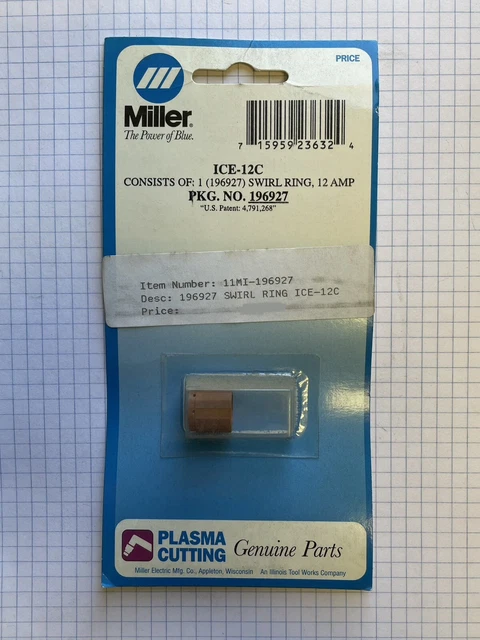 PRICE
Miller®
The Power of Blue.
7 15959 23632 4
ICE-12C
CONSISTS OF: 1 (196927) SWIRL RING, 12 AMP
PKG. NO. 196927
"U.S. Patent: 4,791,268"
Item Number: 11MI-196927
Desc: 196927 SWIRL RING ICE-12C
Price:
PLASMA
CUTTING
Genuine Parts
Miller Electric Mfg. Co., Appleton, Wisconsin An Illinois Tool Works Company